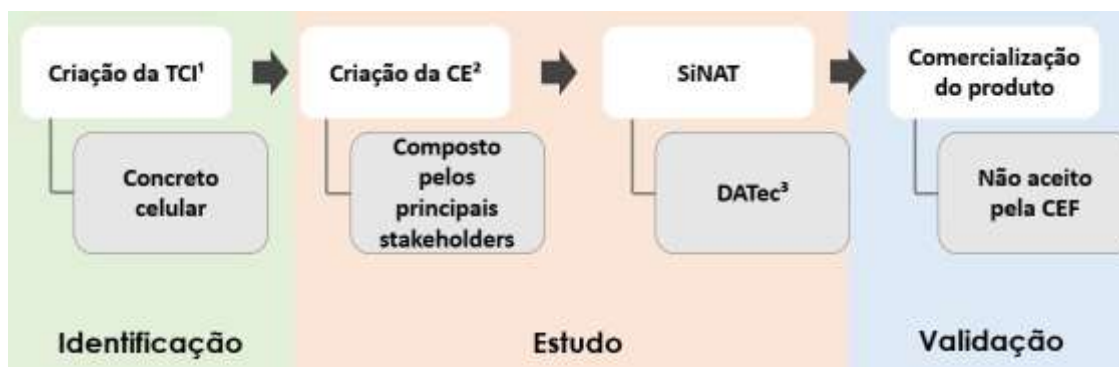 Criação da TCI¹
Criação da CE²
SiNAT
Comercialização
do produto
Concreto
celular
Composto
pelos
principais
stakeholders
DATec³
Não aceito
pela CEF
Identificação
Estudo
Validação